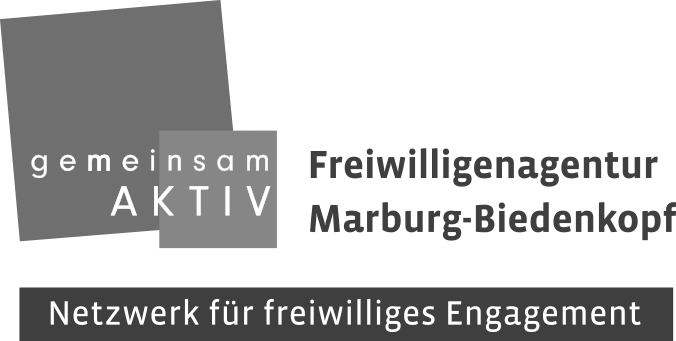 gemeinsam
AKTIV
Freiwilligenagentur
Marburg-Biedenkopf
Netzwerk für freiwilliges Engagement